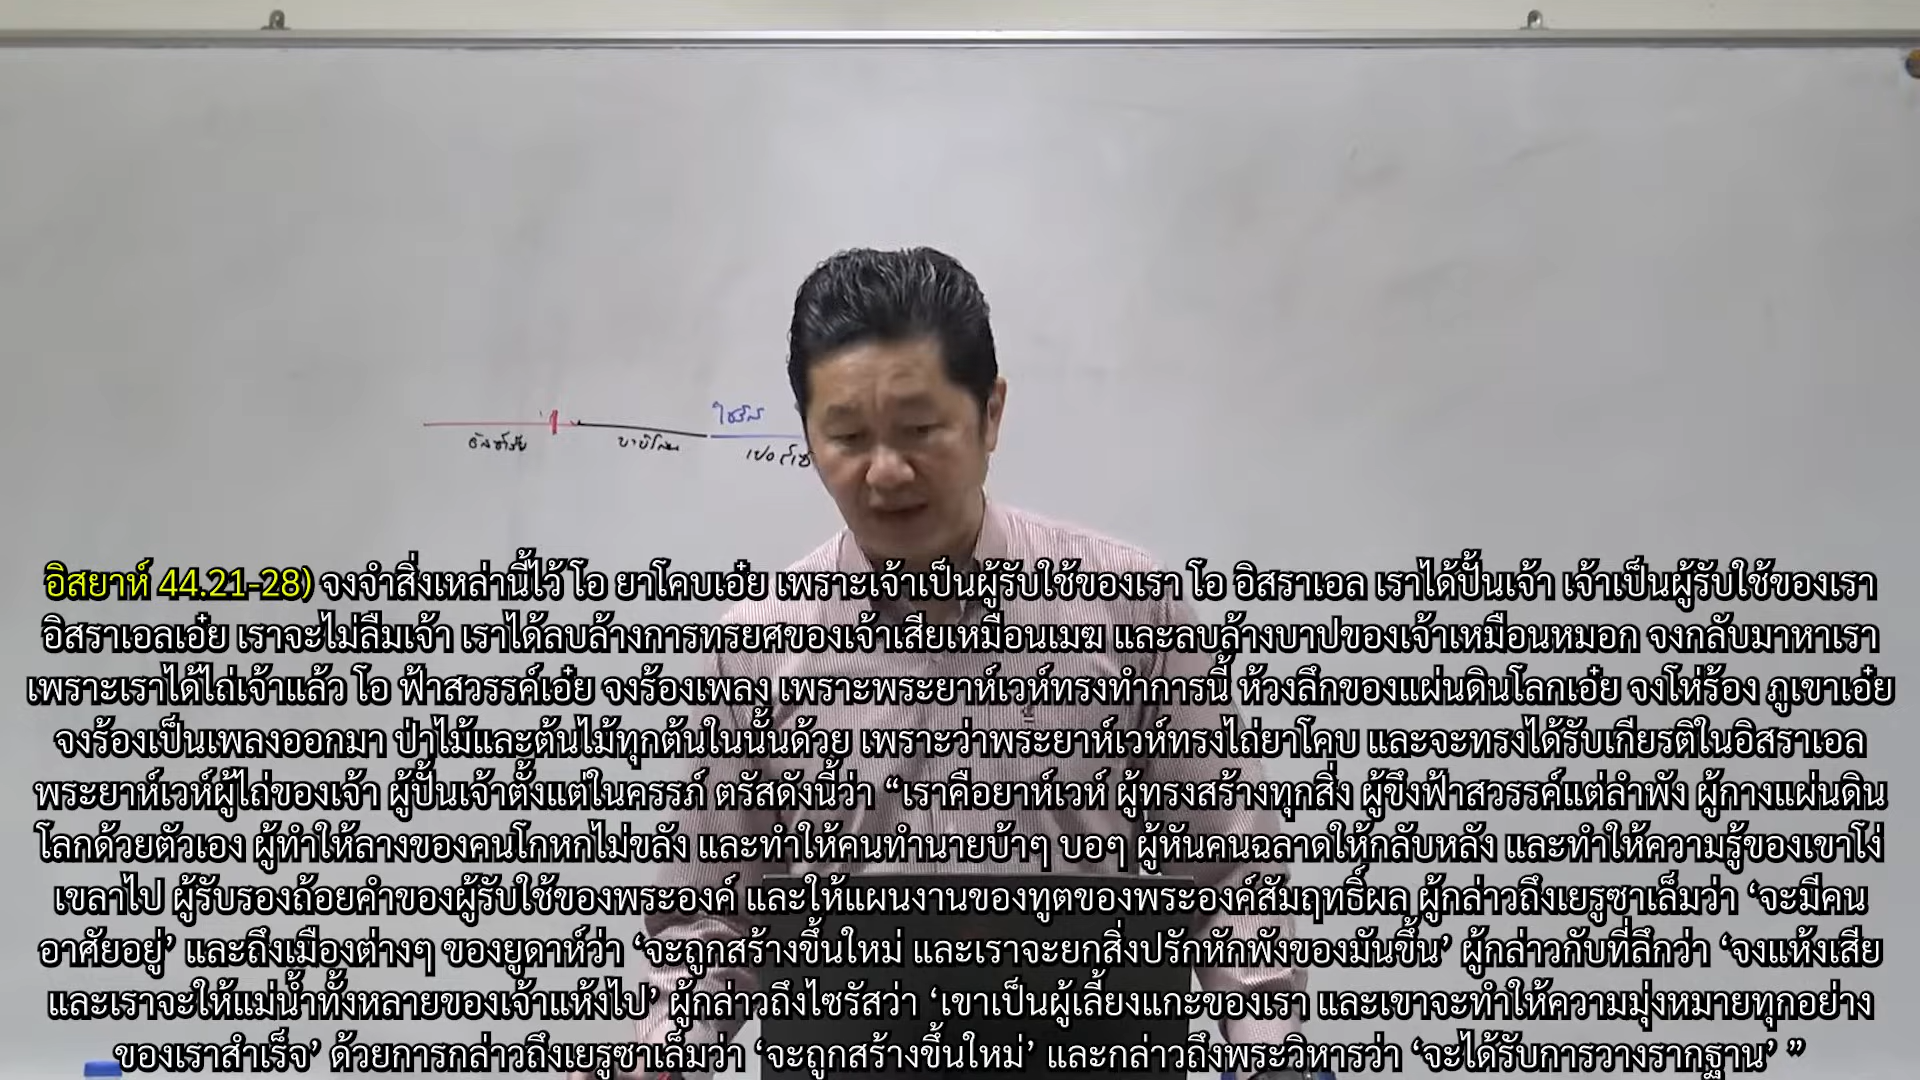 ไซรัส
อัสซีเรีย
บาบิโลน
เปอร์เซ
อิสยาห์ 44.21-28) จงจำสิ่งเหล่านี้ไว้ โอ ยาโคบเอ๋ย เพราะเจ้าเป็นผู้รับใช้ของเรา โอ อิสราเอล เราได้ปั้นเจ้า เจ้าเป็นผู้รับใช้ของเรา
อิสราเอลเอ๋ย เราจะไม่ลืมเจ้า เราได้ลบล้างการทรยศของเจ้าเสียเหมือนเมฆ และลบล้างบาปของเจ้าเหมือนหมอก จงกลับมาหาเรา
เพราะเราได้ไถ่เจ้าแล้ว โอ ฟ้าสวรรค์เอ๋ย จงร้องเพลง เพราะพระยาห์เวห์ทรงทำการนี้ ห้วงลึกของแผ่นดินโลกเอ๋ย จงโห่ร้อง ภูเขาเอ๋ย
จงร้องเป็นเพลงออกมา ป่าไม้และต้นไม้ทุกต้นในนั้นด้วย เพราะว่าพระยาห์เวห์ทรงไถ่ยาโคบ และจะทรงได้รับเกียรติในอิสราเอล
พระยาห์เวห์ผู้ไถ่ของเจ้า ผู้ปั้นเจ้าตั้งแต่ในครรภ์ ตรัสดังนี้ว่า “เราคือยาห์เวห์ ผู้ทรงสร้างทุกสิ่ง ผู้ขึงฟ้าสวรรค์แต่ลำพัง ผู้กางแผ่นดิน
โลกด้วยตัวเอง ผู้ทำให้ลางของคนโกหกไม่ขลัง และทำให้คนทำนายบ้าๆ บอๆ ผู้หันคนฉลาดให้กลับหลัง และทำให้ความรู้ของเขาโง่
เขลาไป ผู้รับรองถ้อยคำของผู้รับใช้ของพระองค์ และให้แผนงานของทูตของพระองค์สัมฤทธิ์ผล ผู้กล่าวถึงเยรูซาเล็มว่า ‘จะมีคน
อาศัยอยู่’ และถึงเมืองต่างๆ ของยูดาห์ว่า ‘จะถูกสร้างขึ้นใหม่ และเราจะยกสิ่งปรักหักพังของมันขึ้น’ ผู้กล่าวกับที่ลึกว่า ‘จงแห้งเสีย
และเราจะให้แม่น้ำทั้งหลายของเจ้าแห้งไป’ ผู้กล่าวถึงไซรัสว่า ‘เขาเป็นผู้เลี้ยงแกะของเรา และเขาจะทำให้ความมุ่งหมายทุกอย่าง
ของเราสำเร็จ’ ด้วยการกล่าวถึงเยรูซาเล็มว่า ‘จะถูกสร้างขึ้นใหม่’ และกล่าวถึงพระวิหารว่า ‘จะได้รับการวางรากฐาน’ ”